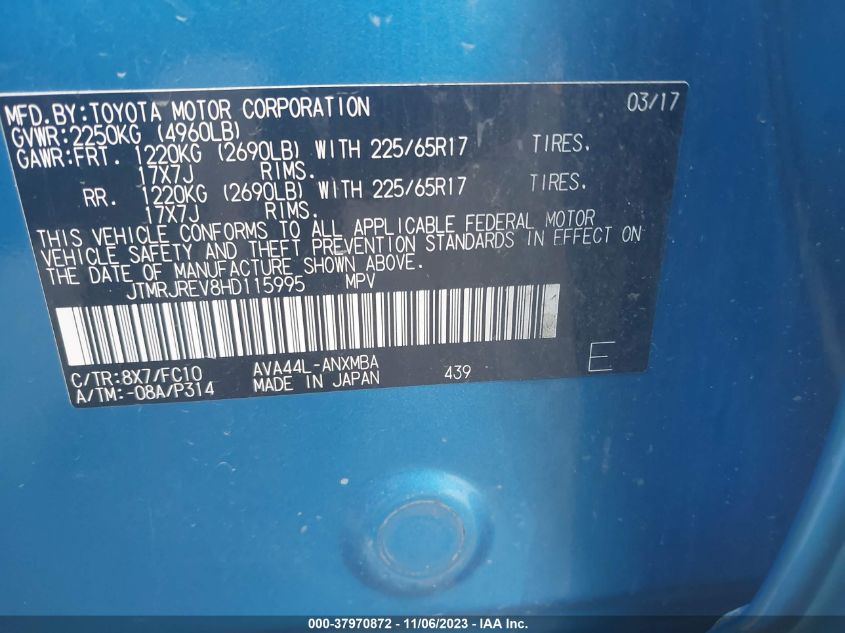 MFD.BY:TOYOTA MOTOR CORPORATION 03/17
GVWR:2250KG (4960LB)
GAWR:FRT. 1220KG (2690LB) WITH 225/65R17 TIRES.
17X7J RIMS.
RR. 1220KG (2690LB) WITH 225/65R17 TIRES.
17X7J RIMS.
THIS VEHICLE CONFORMS TO ALL APPLICABLE FEDERAL MOTOR
VEHICLE SAFETY AND THEFT PREVENTION STANDARDS IN EFFECT ON
THE DATE OF MANUFACTURE SHOWN ABOVE.
JTMRJREV8HD115995 MPV
C/TR:8X7/FC10 AVA44L-ANXMBA E
A/TM:-08A/P314 MADE IN JAPAN 439
000-37970872 - 11/06/2023 - IAA Inc.